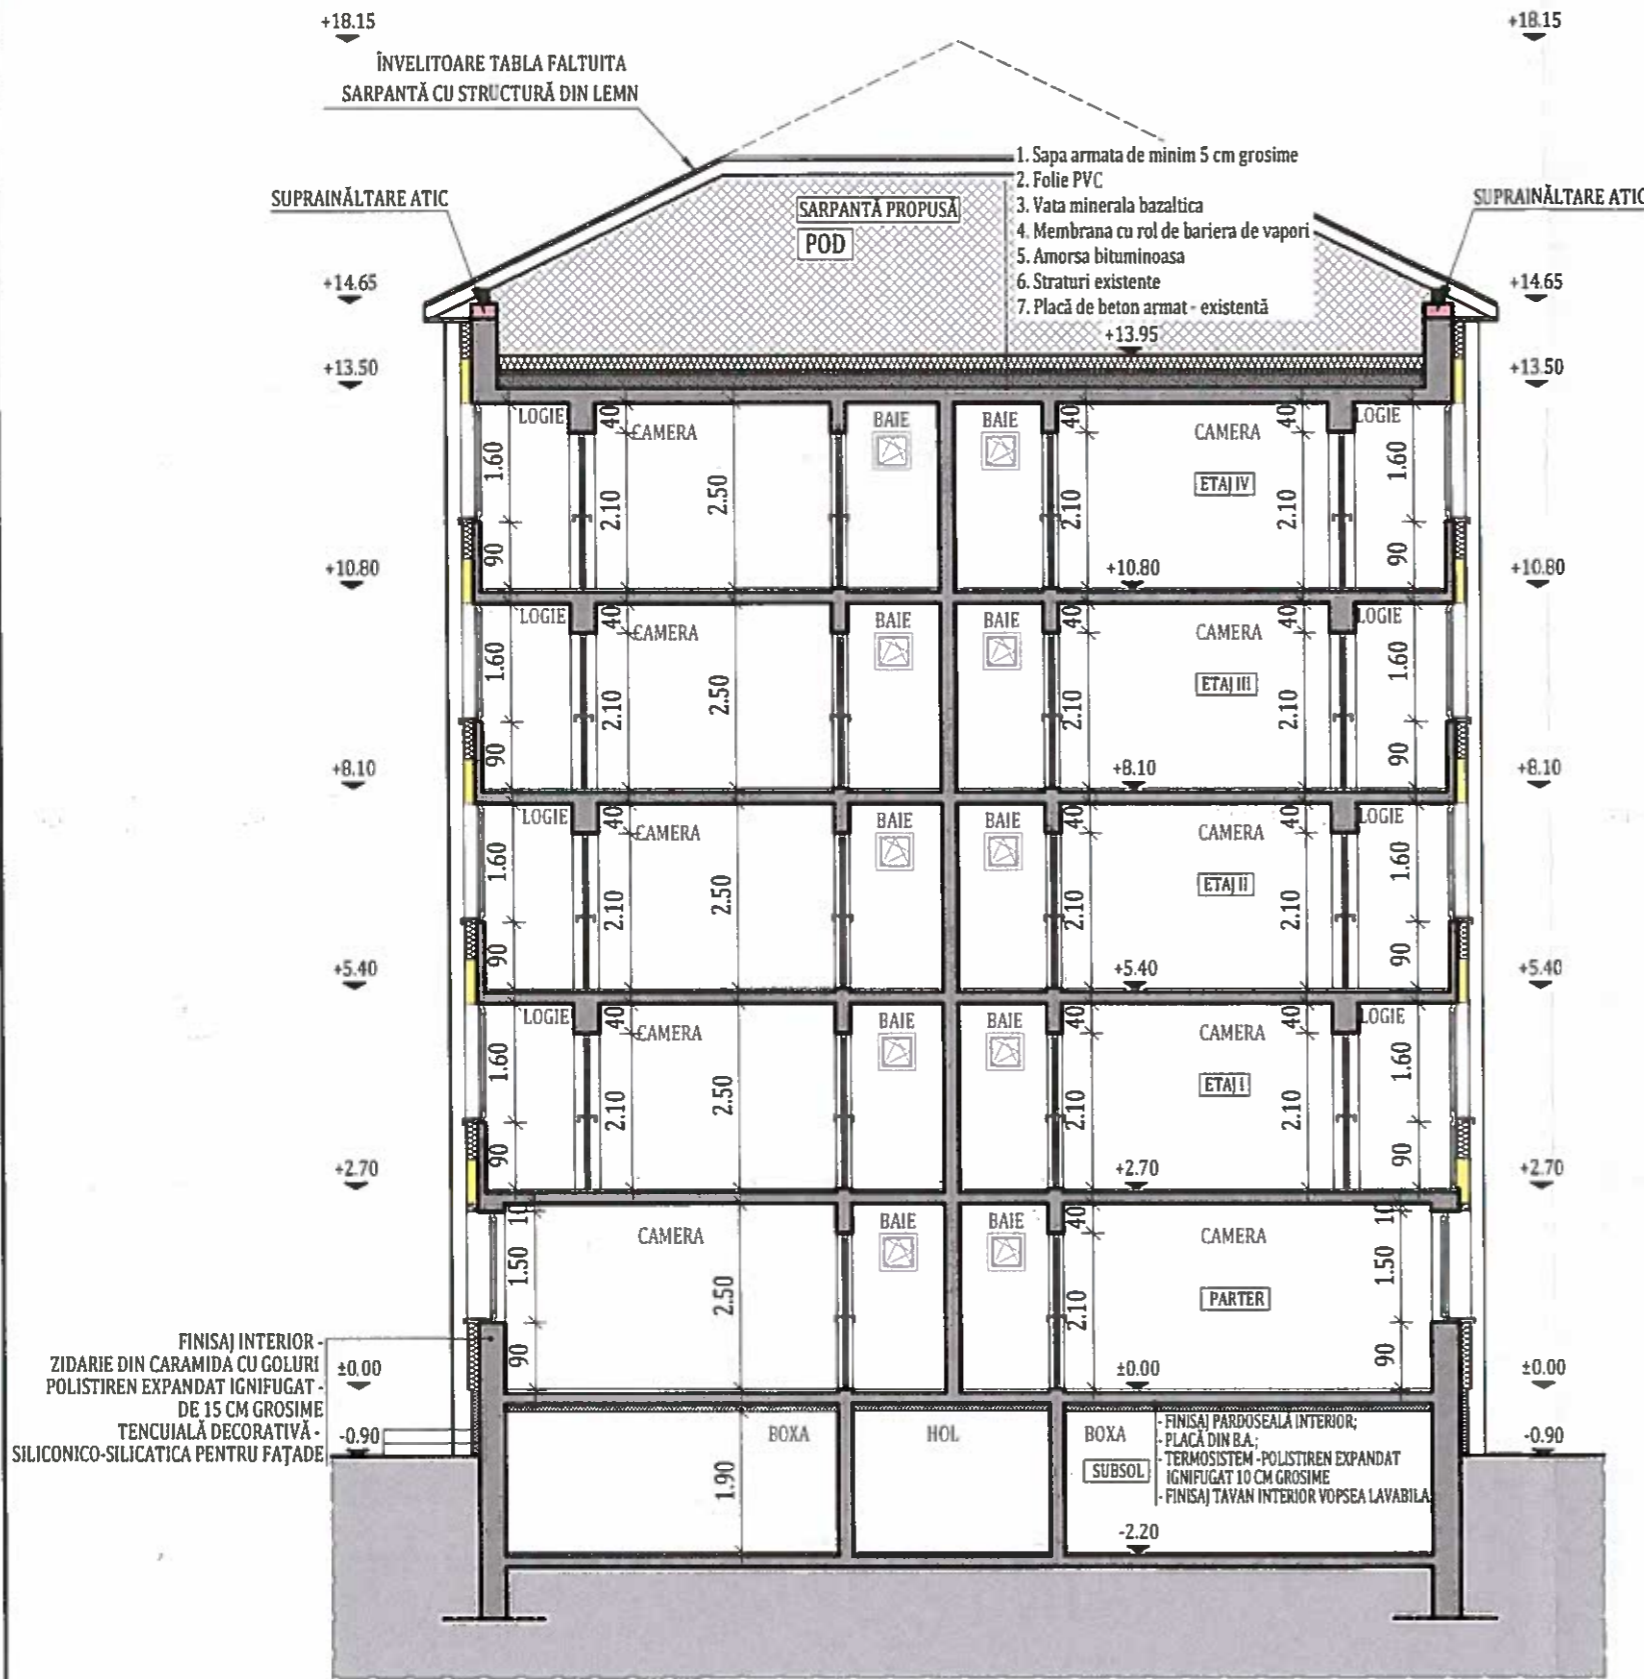 +18.15
+18.15
ÎNVELITOARE TABLA FALTUITA
SARPANTĂ CU STRUCTURĂ DIN LEMN
1. Sapa armata de minim 5 cm grosime
2. Folie PVC
3. Vata minerala bazaltica
4. Membrana cu rol de bariera de vapori
5. Amorsa bituminoasa
6. Straturi existente
7. Placă de beton armat - existentă
SUPRAINĂLTARE ATIC
SARPANTĂ PROPUSĂ
POD
SUPRAINĂLTARE ATIC
+14.65
+14.65
+13.95
+13.50
+13.50
LOGIE 40 CAMERA BAIE BAIE 40 CAMERA 40 LOGIE
1.60 2.10 2.50 2.10 ETAJ IV 2.10 1.60
90 90
+10.80 +10.80 +10.80
LOGIE 40 CAMERA BAIE BAIE 40 CAMERA 40 LOGIE
1.60 2.10 2.50 2.10 ETAJ III 2.10 1.60
90 90
+8.10 +8.10 +8.10
LOGIE 40 CAMERA BAIE BAIE 40 CAMERA 40 LOGIE
1.60 2.10 2.50 2.10 ETAJ II 2.10 1.60
90 90
+5.40 +5.40 +5.40
LOGIE 40 CAMERA BAIE BAIE 40 CAMERA 40 LOGIE
1.60 2.10 2.50 2.10 ETAJ I 2.10 1.60
90 90
+2.70 +2.70 +2.70
10 CAMERA BAIE BAIE 40 CAMERA 10
1.50 2.50 2.10 PARTER 1.50
90 90
±0.00 ±0.00 ±0.00
FINISAJ INTERIOR -
ZIDARIE DIN CARAMIDA CU GOLURI
POLISTIREN EXPANDAT IGNIFUGAT -
DE 15 CM GROSIME
TENCUIALĂ DECORATIVĂ -
SILICONICO-SILICATICA PENTRU FAȚADE
-0.90
-0.90
BOXA HOL BOXA
1.90
SUBSOL
- FINISAJ PARDOSEALĂ INTERIOR;
- PLACĂ DIN B.A.;
- TERMOSISTEM - POLISTIREN EXPANDAT
IGNIFUGAT 10 CM GROSIME
- FINISAJ TAVAN INTERIOR VOPSEA LAVABILA
-2.20